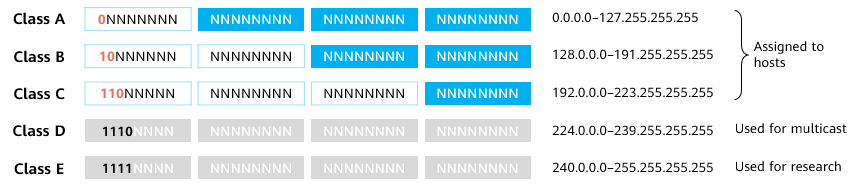 Class A 0NNNNNNN NNNNNNNN NNNNNNNN NNNNNNNN 0.0.0.0–127.255.255.255
Class B 10NNNNNN NNNNNNNN NNNNNNNN NNNNNNNN 128.0.0.0–191.255.255.255
Assigned to
hosts
Class C 110NNNNN NNNNNNNN NNNNNNNN NNNNNNNN 192.0.0.0–223.255.255.255
Class D 1110NNNN NNNNNNNN NNNNNNNN NNNNNNNN 224.0.0.0–239.255.255.255 Used for multicast
Class E 1111NNNN NNNNNNNN NNNNNNNN NNNNNNNN 240.0.0.0–255.255.255.255 Used for research